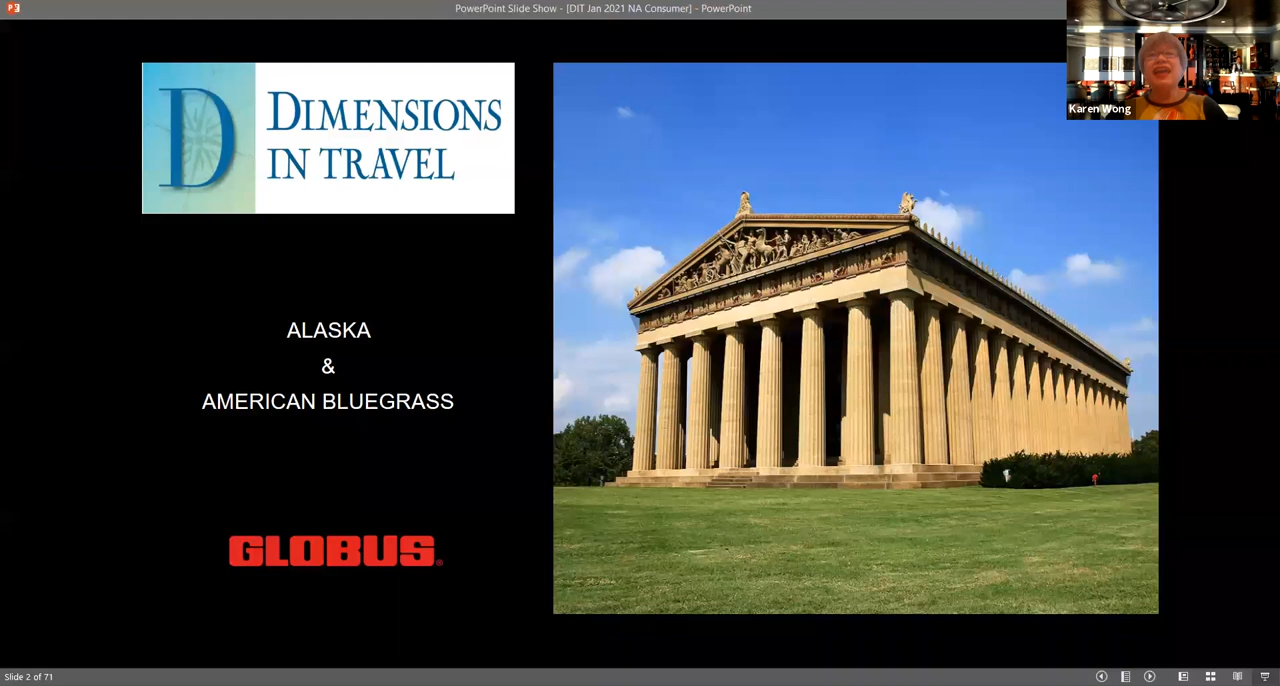 PowerPoint Slide Show - [DIT Jan 2021 NA Consumer] - PowerPoint
Karen Wong
D
DIMENSIONS
IN TRAVEL
ALASKA
&
AMERICAN BLUEGRASS
GLOBUS®
Slide 2 of 71